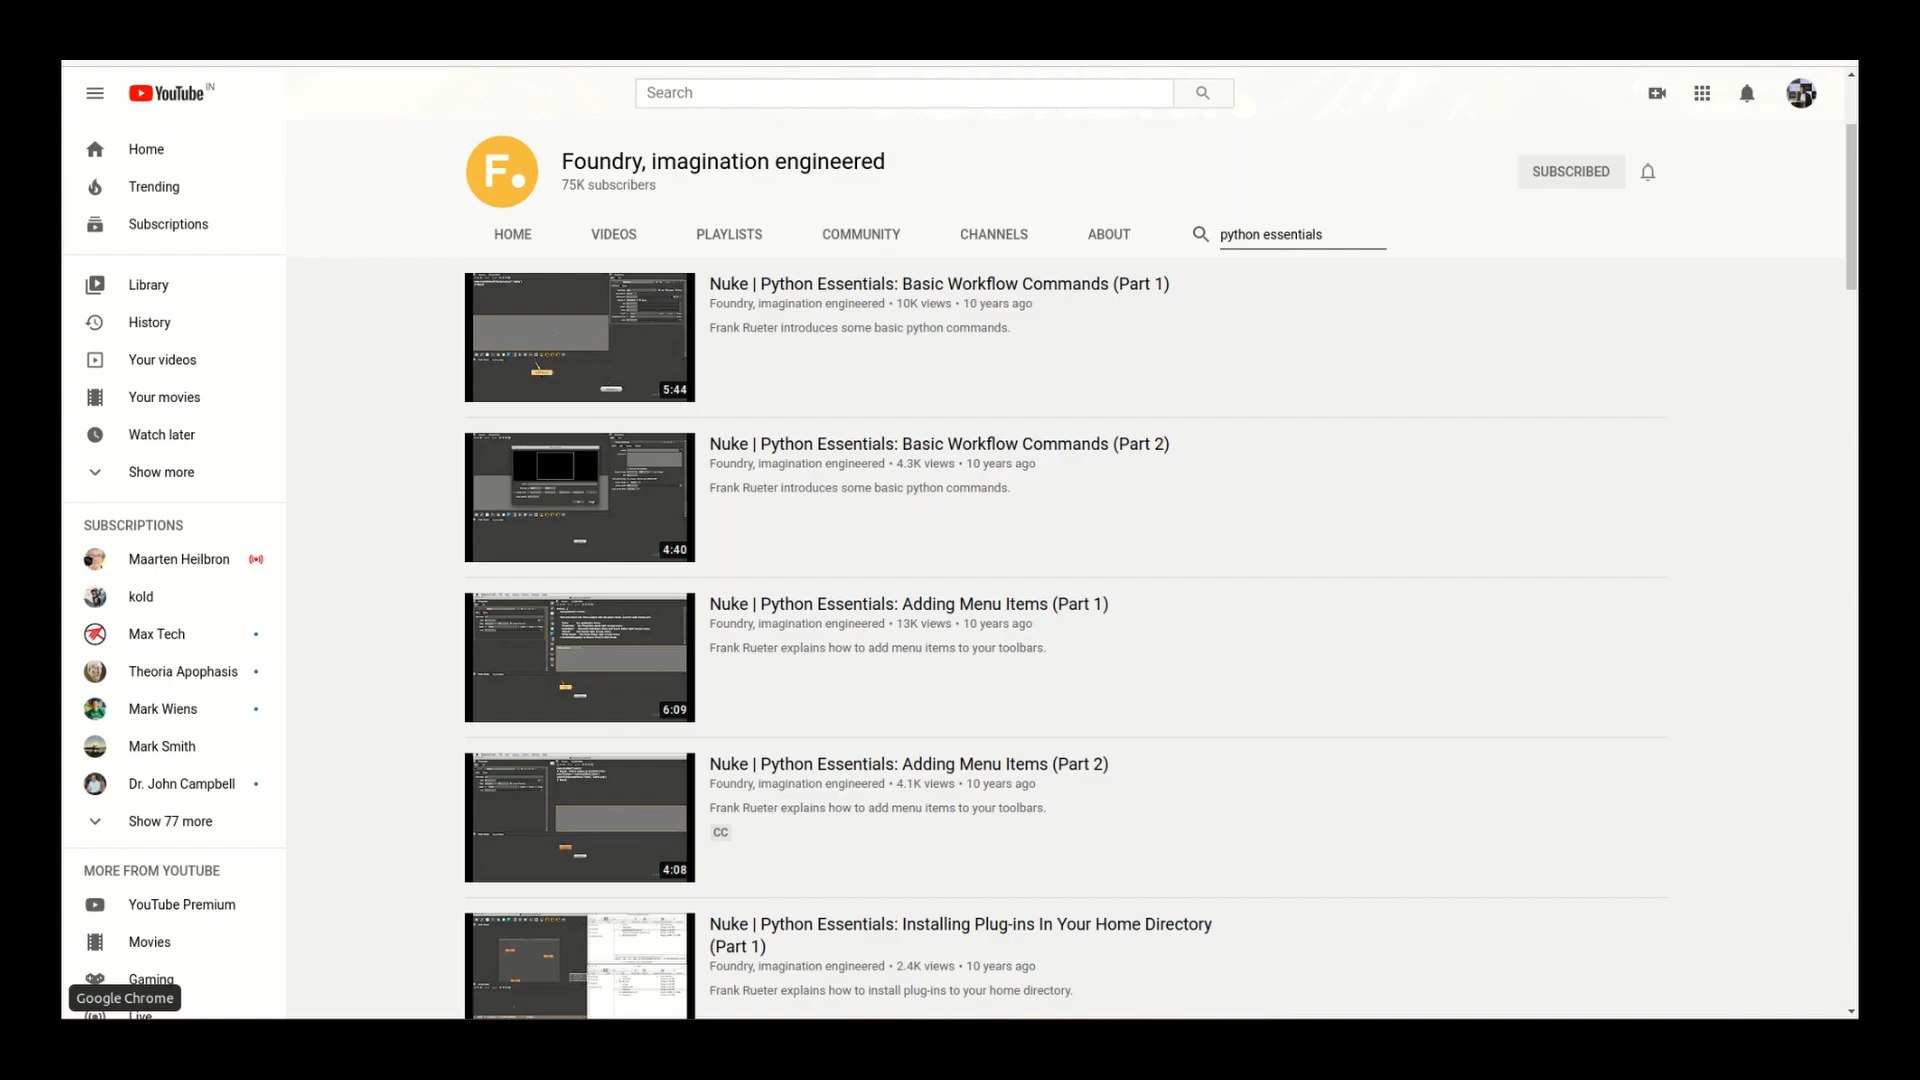 YouTube IN
Search
Home
Trending
Subscriptions
Library
History
Your videos
Your movies
Watch later
Show more
SUBSCRIPTIONS
Maarten Heilbron
kold
Max Tech
Theoria Apophasis
Mark Wiens
Mark Smith
Dr. John Campbell
Show 77 more
MORE FROM YOUTUBE
YouTube Premium
Movies
Gaming
Google Chrome
Live
F.
Foundry, imagination engineered
75K subscribers
SUBSCRIBED
HOME VIDEOS PLAYLISTS COMMUNITY CHANNELS ABOUT python essentials
5:44
Nuke | Python Essentials: Basic Workflow Commands (Part 1)
Foundry, imagination engineered • 10K views • 10 years ago
Frank Rueter introduces some basic python commands.
4:40
Nuke | Python Essentials: Basic Workflow Commands (Part 2)
Foundry, imagination engineered • 4.3K views • 10 years ago
Frank Rueter introduces some basic python commands.
6:09
Nuke | Python Essentials: Adding Menu Items (Part 1)
Foundry, imagination engineered • 13K views • 10 years ago
Frank Rueter explains how to add menu items to your toolbars.
4:08
Nuke | Python Essentials: Adding Menu Items (Part 2)
Foundry, imagination engineered • 4.1K views • 10 years ago
Frank Rueter explains how to add menu items to your toolbars.
CC
Nuke | Python Essentials: Installing Plug-ins In Your Home Directory
(Part 1)
Foundry, imagination engineered • 2.4K views • 10 years ago
Frank Rueter explains how to install plug-ins to your home directory.